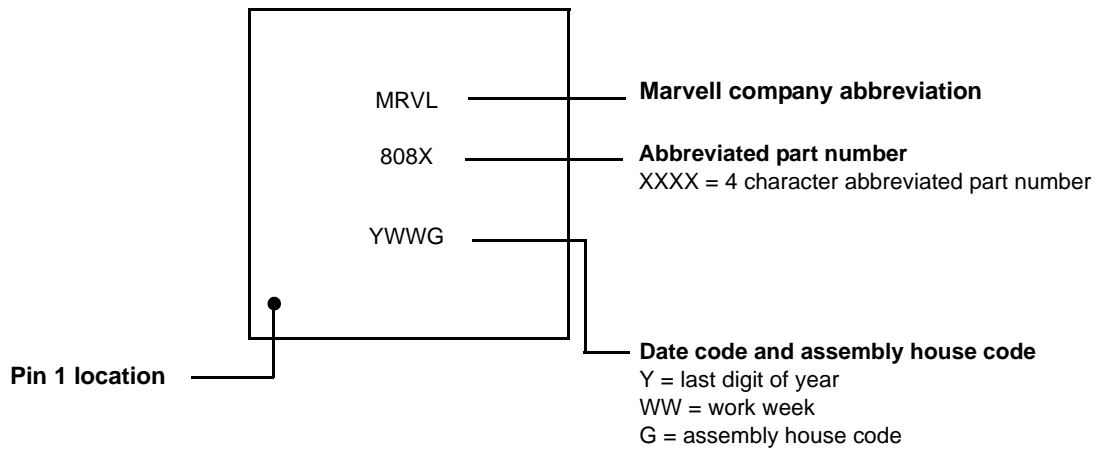 MRVL
Marvell company abbreviation
808X
Abbreviated part number
XXXX = 4 character abbreviated part number
YWWG
Date code and assembly house code
Y = last digit of year
WW = work week
G = assembly house code
Pin 1 location